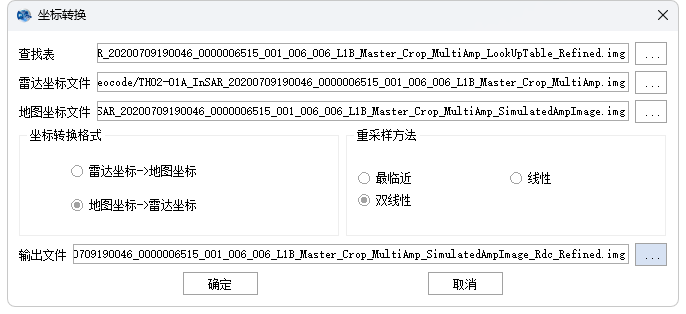 坐标转换
查找表 R_20200709190046_0000006515_001_006_006_L1B_Master_Crop_MultiAmp_LookUpTable_Refined.img ...
雷达坐标文件 eocode/TH02-01A_InSAR_20200709190046_0000006515_001_006_006_L1B_Master_Crop_MultiAmp.img ...
地图坐标文件 SAR_20200709190046_0000006515_001_006_006_L1B_Master_Crop_MultiAmp_SimulatedAmpImage.img ...
坐标转换格式
雷达坐标->地图坐标
地图坐标->雷达坐标
重采样方法
最临近 线性
双线性
输出文件 0709190046_0000006515_001_006_006_L1B_Master_Crop_MultiAmp_SimulatedAmpImage_Rdc_Refined.img ...
确定 取消